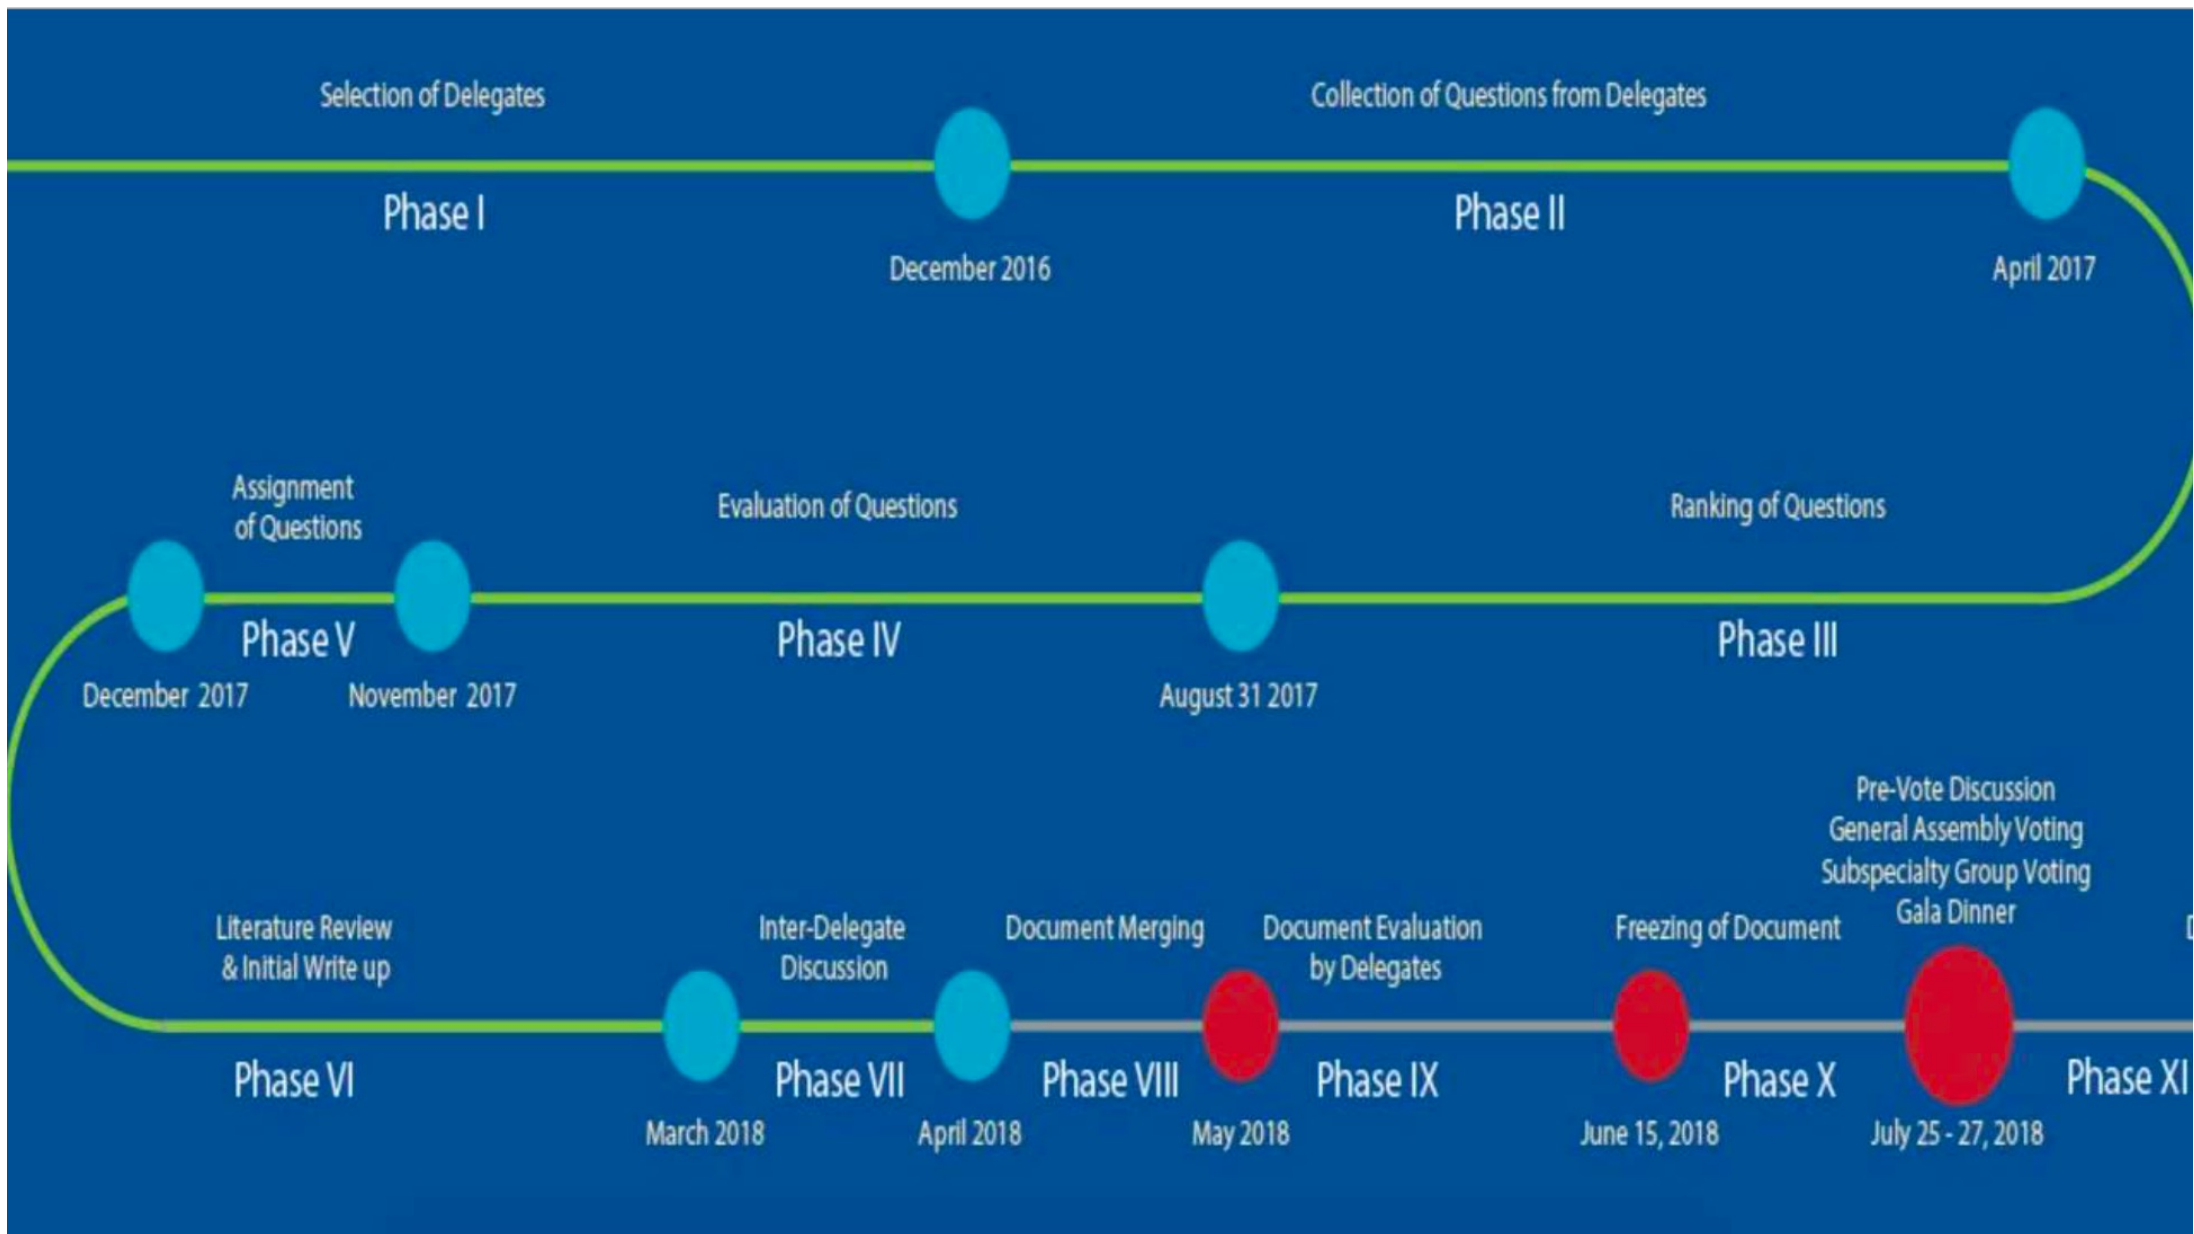 Selection of Delegates
Collection of Questions from Delegates
Phase I
Phase II
December 2016
April 2017
Assignment
of Questions
Evaluation of Questions
Ranking of Questions
Phase V
Phase IV
Phase III
December 2017
November 2017
August 31 2017
Pre-Vote Discussion
General Assembly Voting
Subspecialty Group Voting
Gala Dinner
Literature Review
& Initial Write up
Inter-Delegate
Discussion
Document Merging
Document Evaluation
by Delegates
Freezing of Document
Phase VI
Phase VII
Phase VIII
Phase IX
Phase X
Phase XI
March 2018
April 2018
May 2018
June 15, 2018
July 25 - 27, 2018